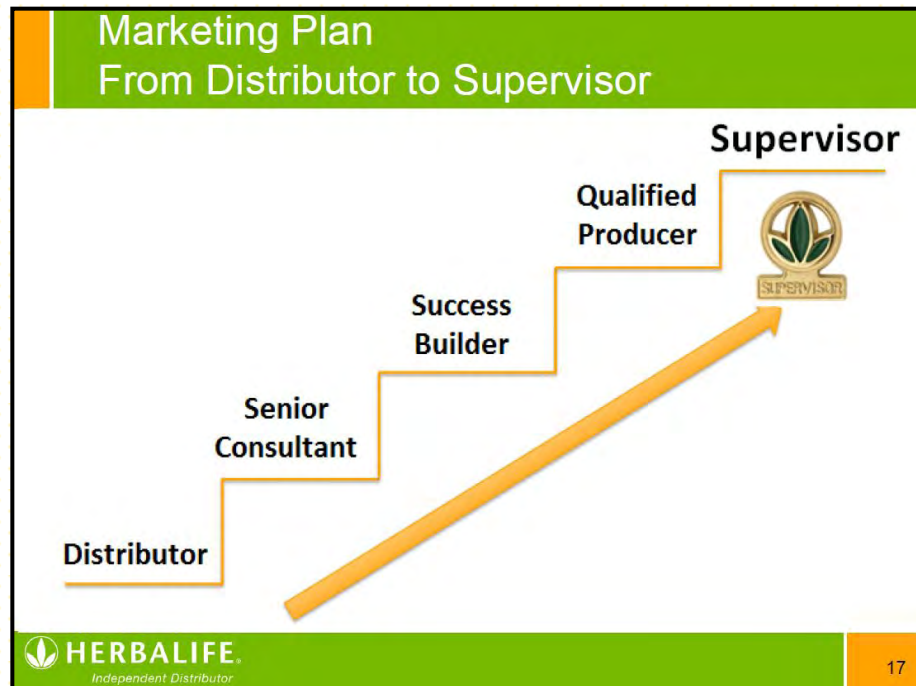 Marketing Plan
From Distributor to Supervisor
Supervisor
Qualified
Producer
SUPERVISOR
Success
Builder
Senior
Consultant
Distributor
HERBALIFE®
Independent Distributor
17